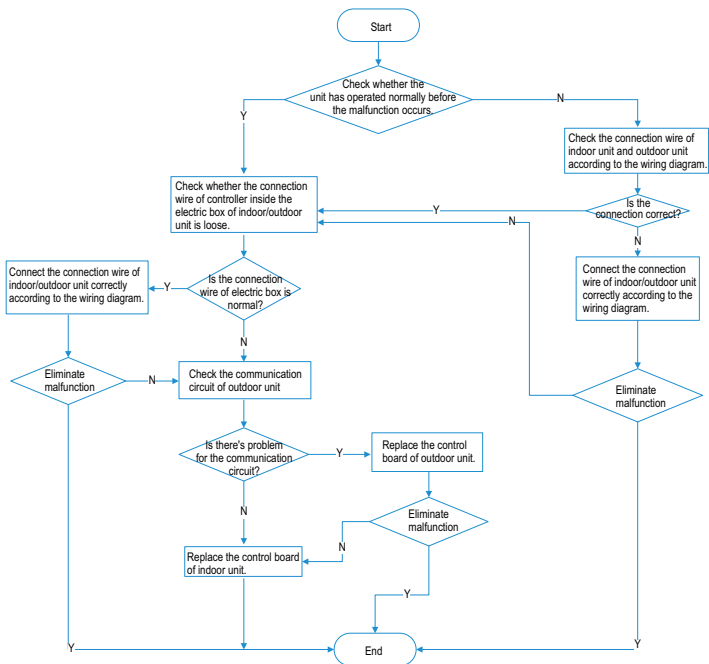 Start
Check whether the
unit has operated normally before
the malfunction occurs.
N
Y
Check the connection wire of
indoor unit and outdoor unit
according to the wiring diagram.
Check whether the connection
wire of controller inside the
electric box of indoor/outdoor
unit is loose.
Y
N
Is the
connection correct?
N
Connect the connection wire of
indoor/outdoor unit correctly
according to the wiring diagram.
Y
Is the connection
wire of electric box is
normal?
Connect the connection
wire of indoor/outdoor unit
correctly according to the
wiring diagram.
N
Eliminate
malfunction
N
Check the communication
circuit of outdoor unit
Eliminate
malfunction
Is there's problem
for the communication
circuit?
Y
Replace the control
board of outdoor unit.
N
Eliminate
malfunction
N
Replace the control board
of indoor unit.
Y
Y
End
Y